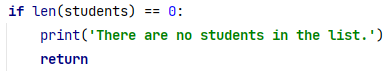 if len(students) == 0:
    print('There are no students in the list.')
    return